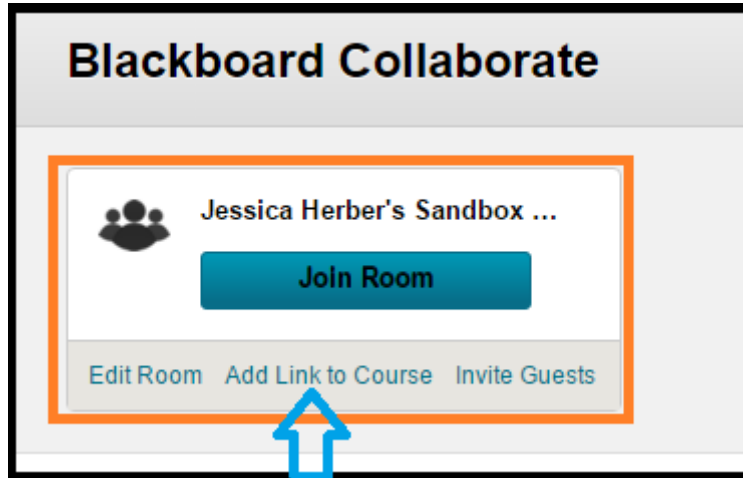 Blackboard Collaborate
Jessica Herber's Sandbox ...
Join Room
Edit Room Add Link to Course Invite Guests